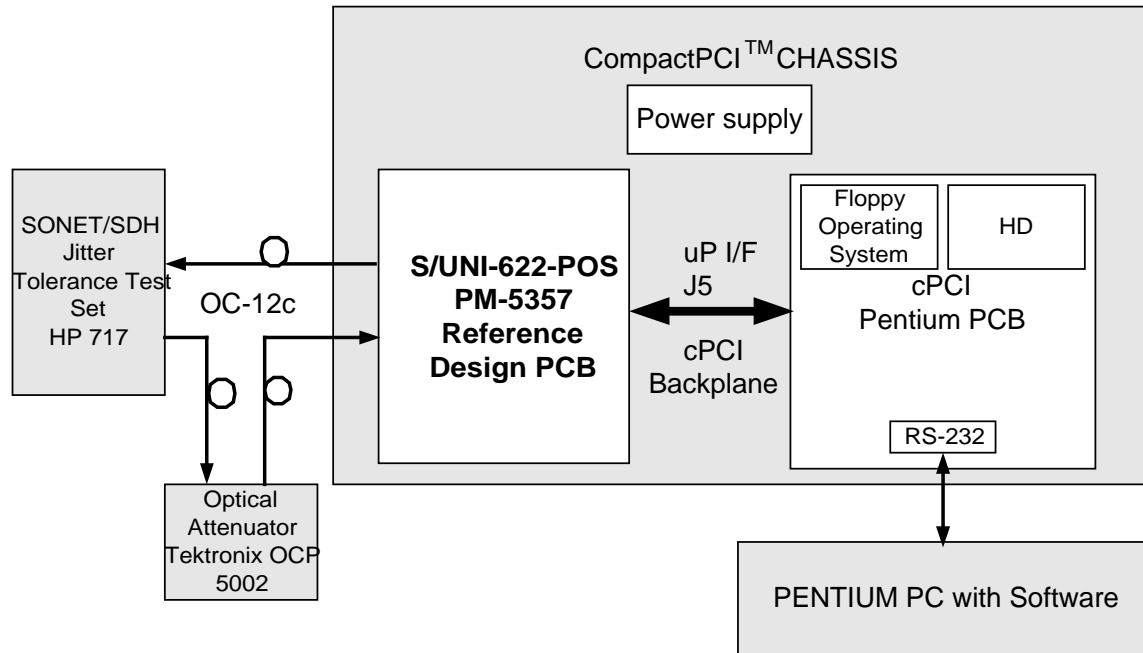 CompactPCI™CHASSIS
Power supply
SONET/SDH
Jitter
Tolerance Test
Set
HP 717
OC-12c
S/UNI-622-POS
PM-5357
Reference
Design PCB
uP I/F
J5
cPCI
Backplane
Floppy
Operating
System
HD
cPCI
Pentium PCB
RS-232
Optical
Attenuator
Tektronix OCP
5002
PENTIUM PC with Software